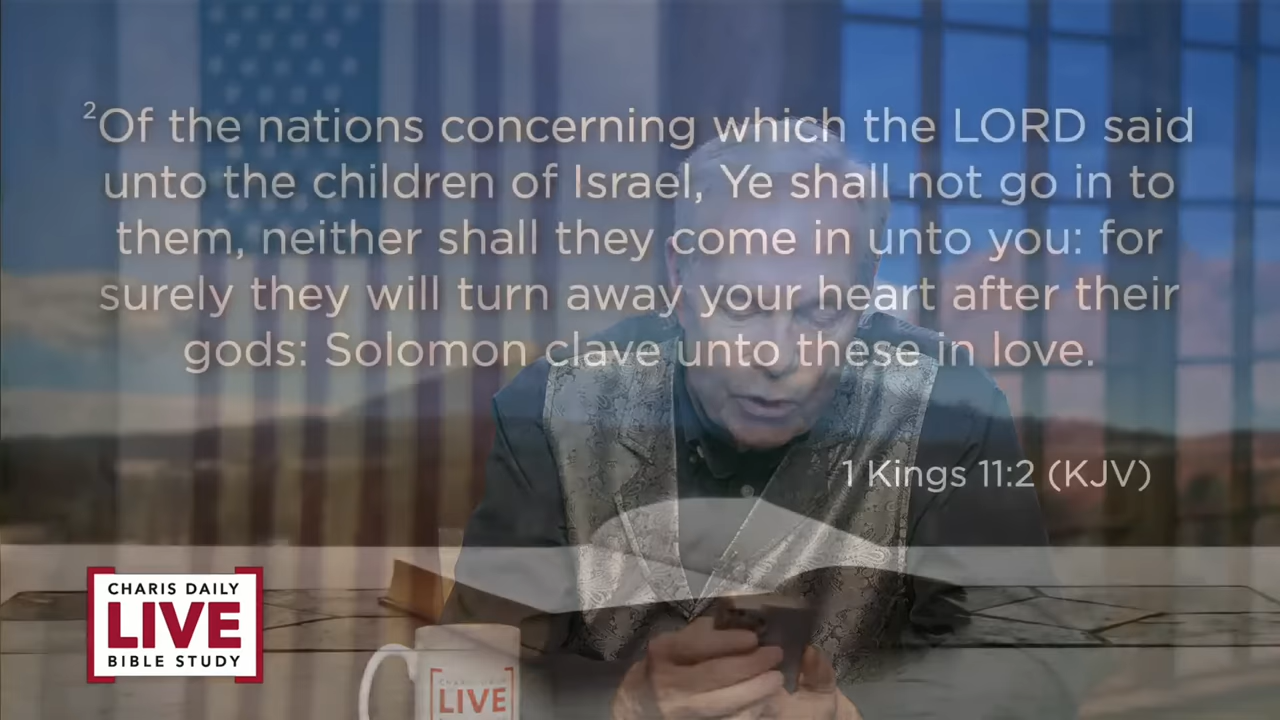 2Of the nations concerning which the LORD said
unto the children of Israel, Ye shall not go in to
them, neither shall they come in unto you: for
surely they will turn away your heart after their
gods: Solomon clave unto these in love.
1 Kings 11:2 (KJV)
CHARIS DAILY
LIVE
BIBLE STUDY
CHARIS DAILY
LIVE